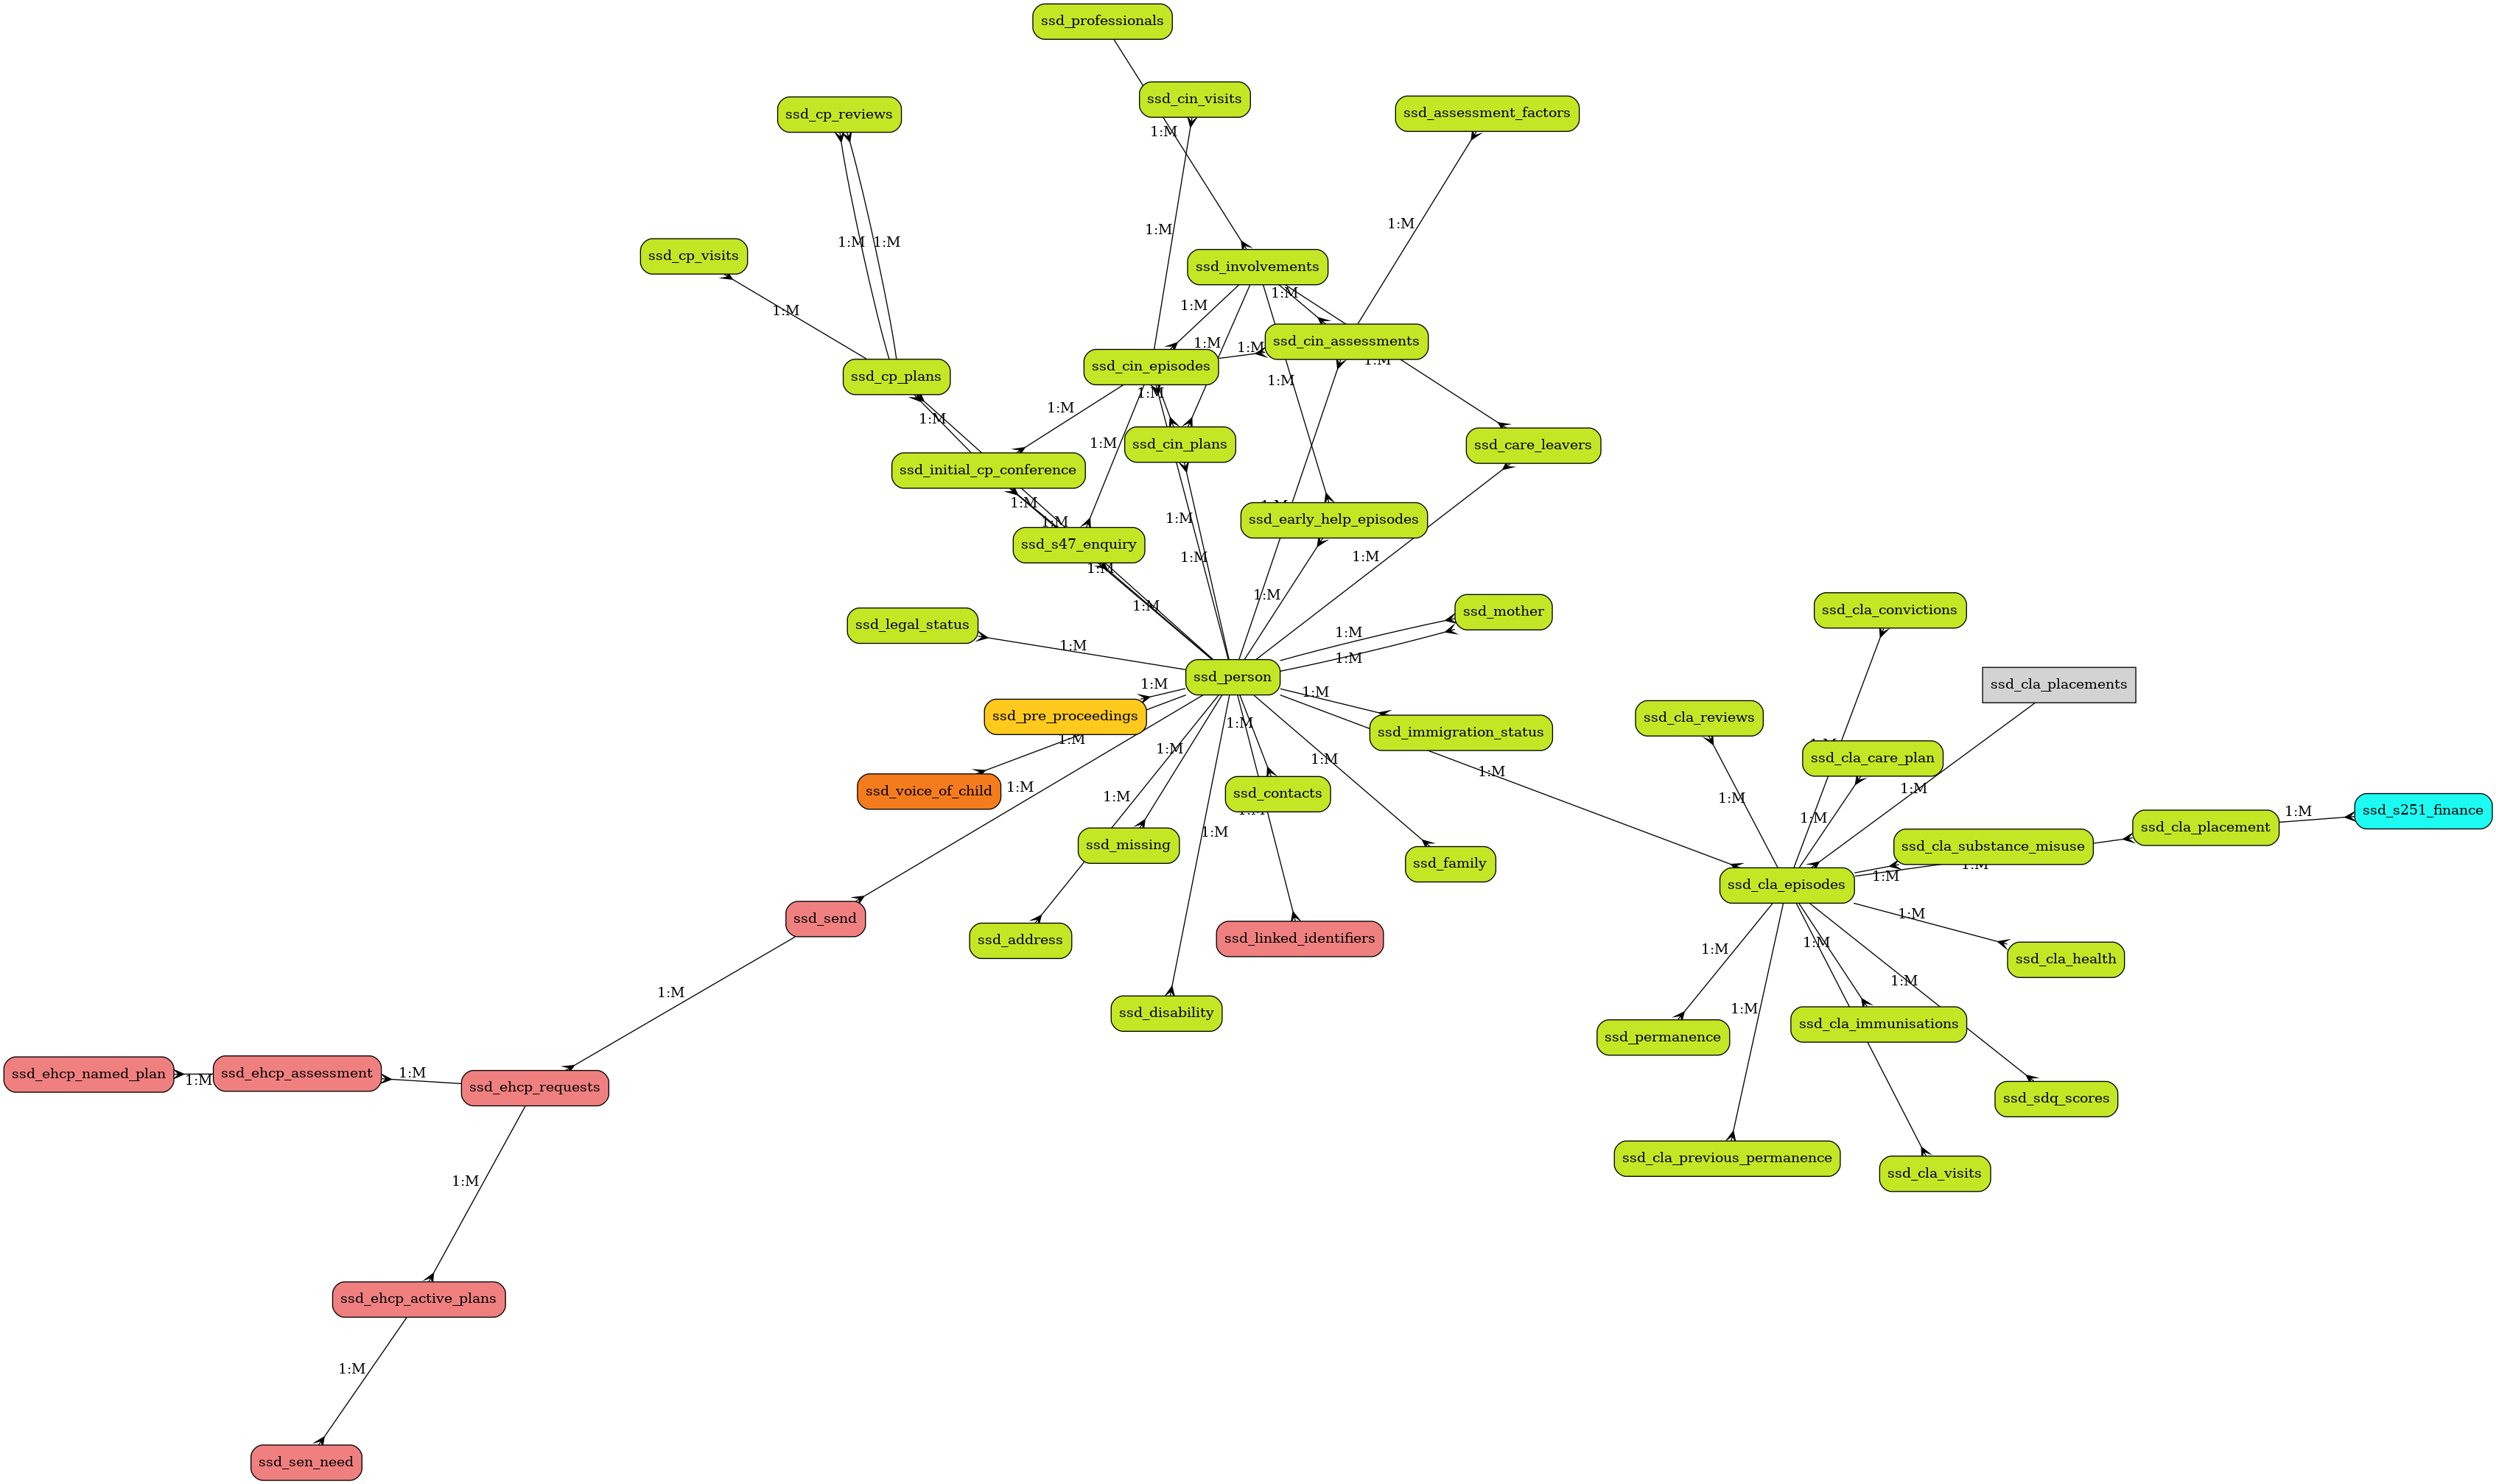 ssd_professionals
ssd_cin_visits
ssd_cp_reviews
ssd_assessment_factors
1:M
1:M
1:M
1:M
1:M
ssd_cp_visits
ssd_involvements
1:M
1:M
1:M
ssd_cin_assessments
1:M
1:M
ssd_cin_episodes
1:M
ssd_cp_plans
1:M
1:M
1:M
1:M
1:M
ssd_cin_plans
ssd_care_leavers
ssd_initial_cp_conference
1:M
1:M
1:M
ssd_early_help_episodes
ssd_s47_enquiry
1:M
1:M
1:M
1:M
1:M
ssd_mother
ssd_cla_convictions
ssd_legal_status
1:M
1:M
1:M
ssd_person
ssd_cla_placements
1:M
1:M
ssd_pre_proceedings
ssd_cla_reviews
1:M
ssd_immigration_status
1:M
1:M
1:M
ssd_cla_care_plan
1:M
1:M
ssd_voice_of_child
1:M
ssd_contacts
1:M
1:M
1:M
ssd_s251_finance
1:M
1:M
1:M
ssd_cla_placement
1:M
ssd_missing
ssd_cla_substance_misuse
ssd_family
1:M
1:M
ssd_cla_episodes
ssd_send
1:M
ssd_address
ssd_linked_identifiers
1:M
1:M
ssd_cla_health
1:M
1:M
1:M
ssd_disability
ssd_cla_immunisations
ssd_permanence
ssd_ehcp_named_plan
1:M
ssd_ehcp_assessment
1:M
ssd_ehcp_requests
ssd_sdq_scores
ssd_cla_previous_permanence
ssd_cla_visits
1:M
ssd_ehcp_active_plans
1:M
ssd_sen_need